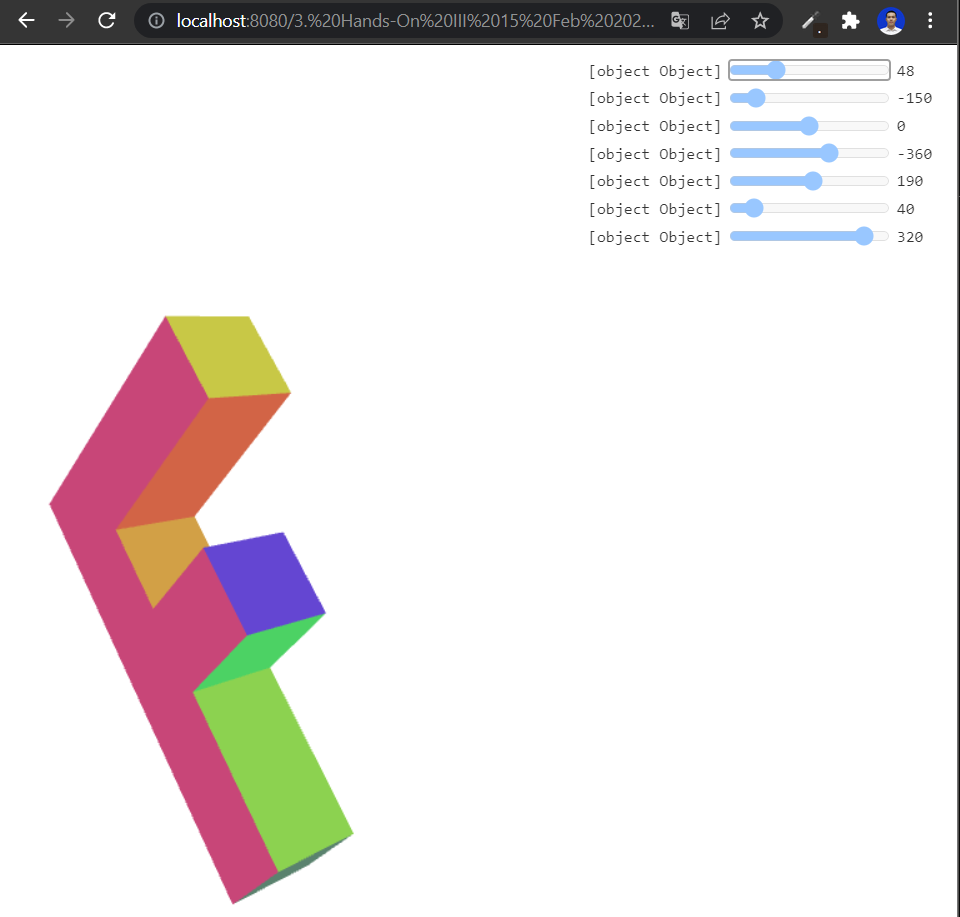 localhost:8080/3.%20Hands-On%20III%2015%20Feb%20202...
[object Object] 48
[object Object] -150
[object Object] 0
[object Object] -360
[object Object] 190
[object Object] 40
[object Object] 320